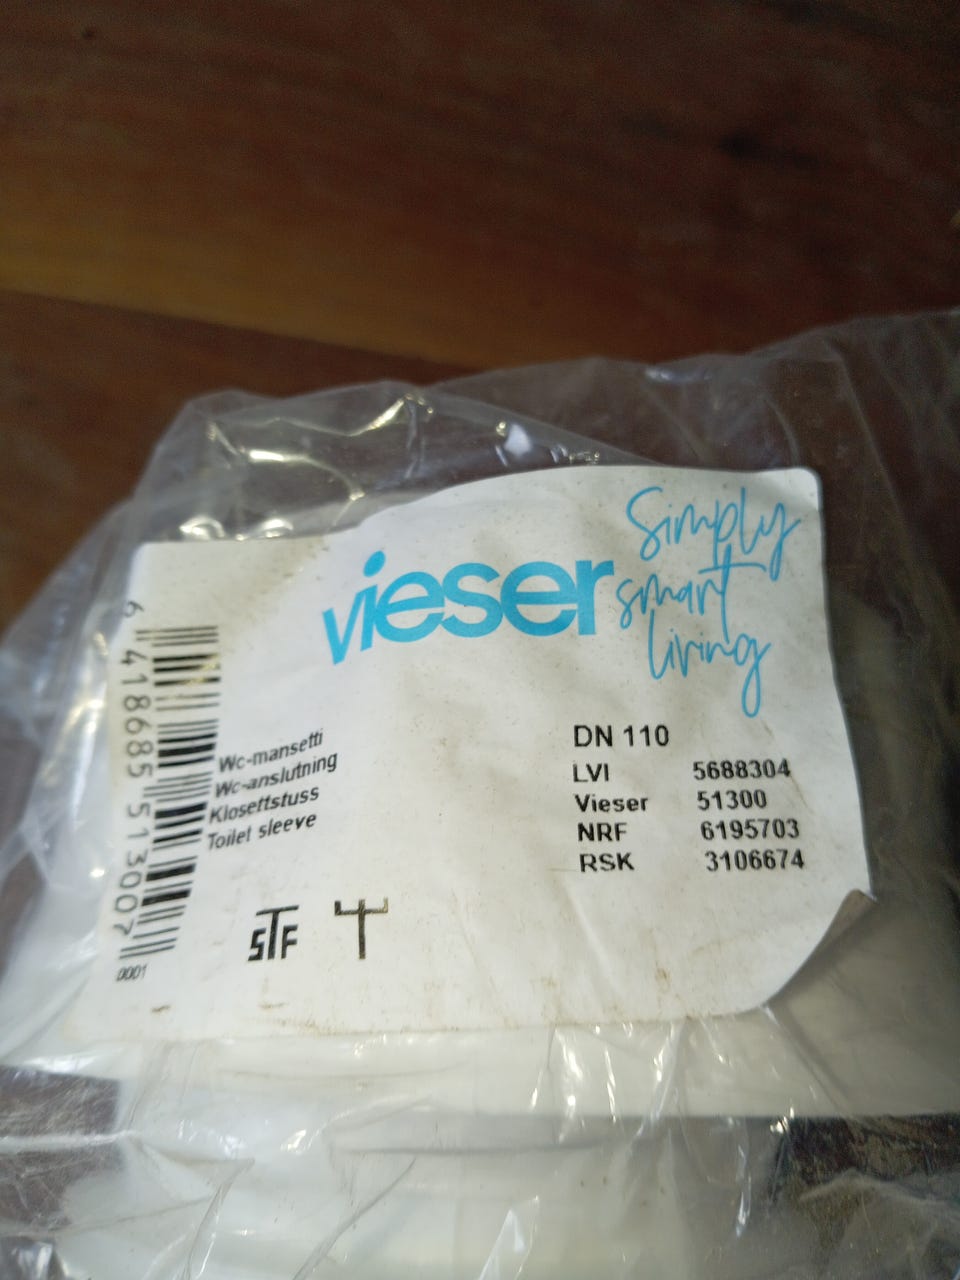 vieser
Simply
smart
living
6 418685 513007
0001
Wc-mansetti
Wc-anslutning
Klosettstuss
Toilet sleeve
DN 110
LVI 5688304
Vieser 51300
NRF 6195703
RSK 3106674
STF